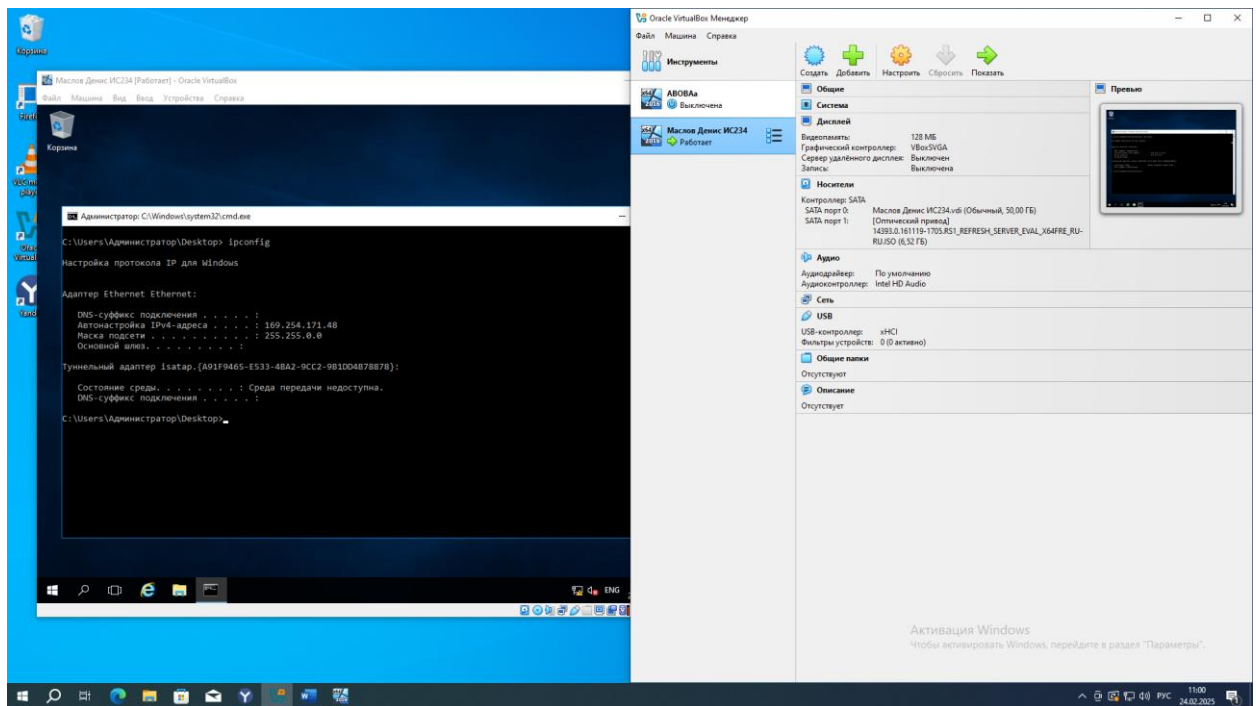 Корзина
Маслов Денис ИС234 [Работает] - Oracle VirtualBox
Файл Машина Вид Ввод Устройства Справка
Корзина
Администратор: C:\Windows\system32\cmd.exe
C:\Users\Администратор\Desktop> ipconfig
Настройка протокола IP для Windows
Адаптер Ethernet Ethernet:
DNS-суффикс подключения . . . . . :
Автонастройка IPv4-адреса . . . . : 169.254.171.48
Маска подсети . . . . . . . . . . : 255.255.0.0
Основной шлюз. . . . . . . . . :
Туннельный адаптер isatap.{A91F9465-E533-4BA2-9CC2-9B1DD4B78B78}:
Состояние среды. . . . . . . . : Среда передачи недоступна.
DNS-суффикс подключения . . . . . :
C:\Users\Администратор\Desktop>
ENG
Oracle VirtualBox Менеджер
Файл Машина Справка
Инструменты
Создать Добавить Настроить Сбросить Показать
ABOBAa
Выключена
Маслов Денис ИС234
Работает
Общие
Система
Дисплей
Видеопамять: 128 МБ
Графический контроллер: VBoxSVGA
Сервер удалённого дисплея: Выключен
Запись: Выключена
Носители
Контроллер: SATA
SATA порт 0: Маслов Денис ИС234.vdi (Обычный, 50,00 ГБ)
SATA порт 1: [Оптический привод]
14393.0.161119-1705.RS1_REFRESH_SERVER_EVAL_X64FRE_RU-
RU.ISO (6,52 ГБ)
Аудио
Аудиодрайвер: По умолчанию
Аудиоконтроллер: Intel HD Audio
Сеть
USB
USB-контроллер: xHCI
Фильтры устройств: 0 (0 активно)
Общие папки
Отсутствуют
Описание
Отсутствует
Превью
Активация Windows
Чтобы активировать Windows, перейдите в раздел "Параметры".
РУС
11:00
24.02.2025